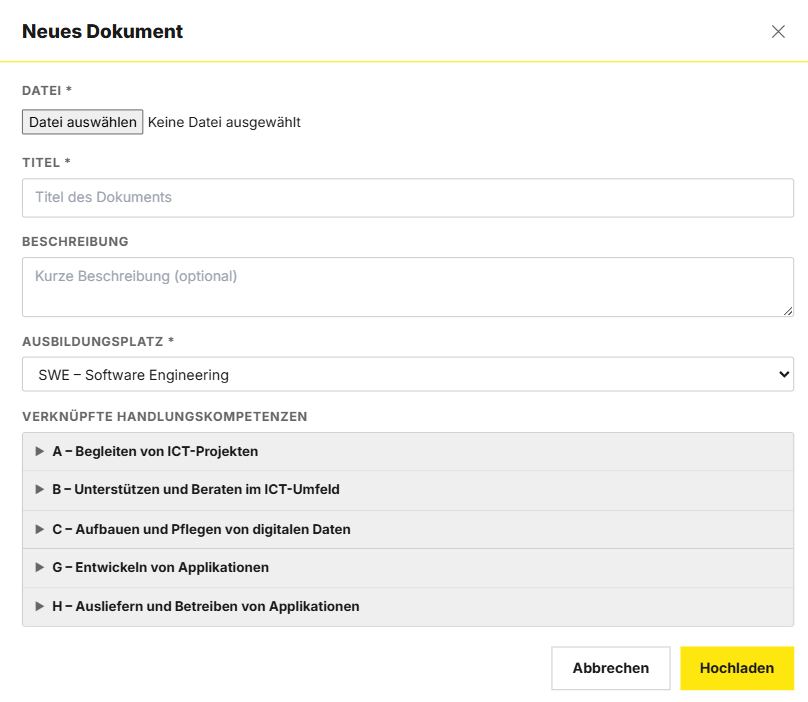 Neues Dokument
DATEI *
Datei auswählen Keine Datei ausgewählt
TITEL *
Titel des Dokuments
BESCHREIBUNG
Kurze Beschreibung (optional)
AUSBILDUNGSPLATZ *
SWE – Software Engineering
VERKNÜPFTE HANDLUNGSKOMPETENZEN
A – Begleiten von ICT-Projekten
B – Unterstützen und Beraten im ICT-Umfeld
C – Aufbauen und Pflegen von digitalen Daten
G – Entwickeln von Applikationen
H – Ausliefern und Betreiben von Applikationen
Abbrechen Hochladen